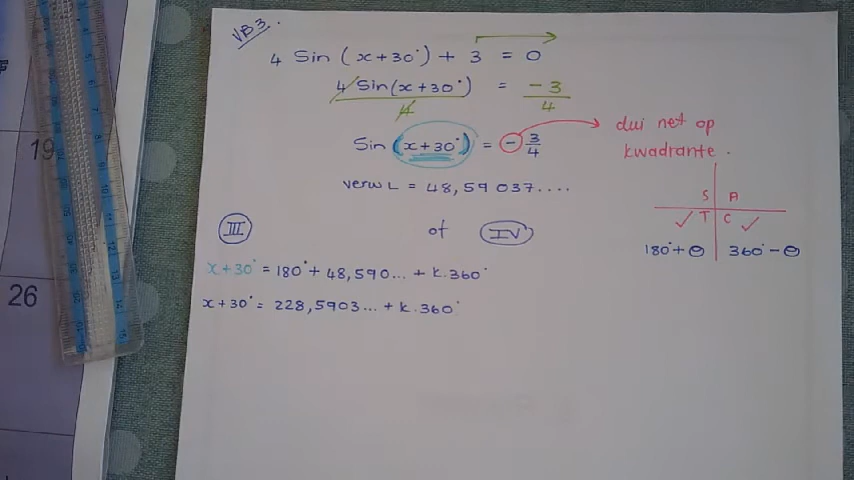 VB3.
4 Sin (x+30°) + 3 = 0
4 Sin(x+30°) / 4 = -3 / 4
Sin (x+30°) = - 3/4
dui net op
kwadrante.
verw L = 48,59 037....
S A
T C
180°+θ 360°-θ
III of IV
x+30° = 180° + 48,590... + k.360°
x+30° = 228,5903... + k.360°
19
26